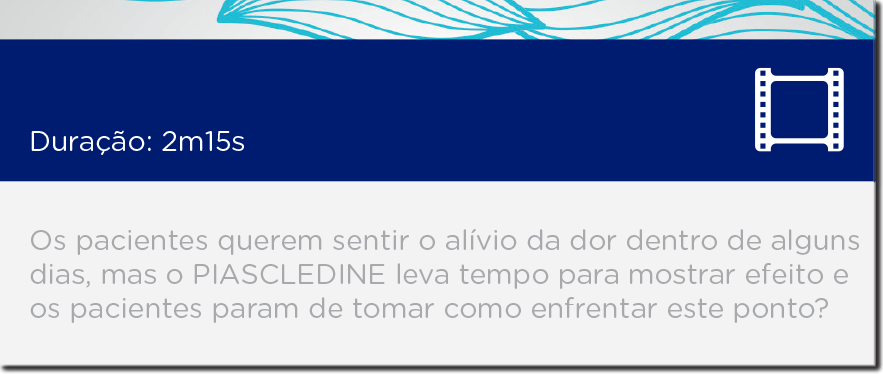 Duração: 2m15s
Os pacientes querem sentir o alívio da dor dentro de alguns
dias, mas o PIASCLEDINE leva tempo para mostrar efeito e
os pacientes param de tomar como enfrentar este ponto?